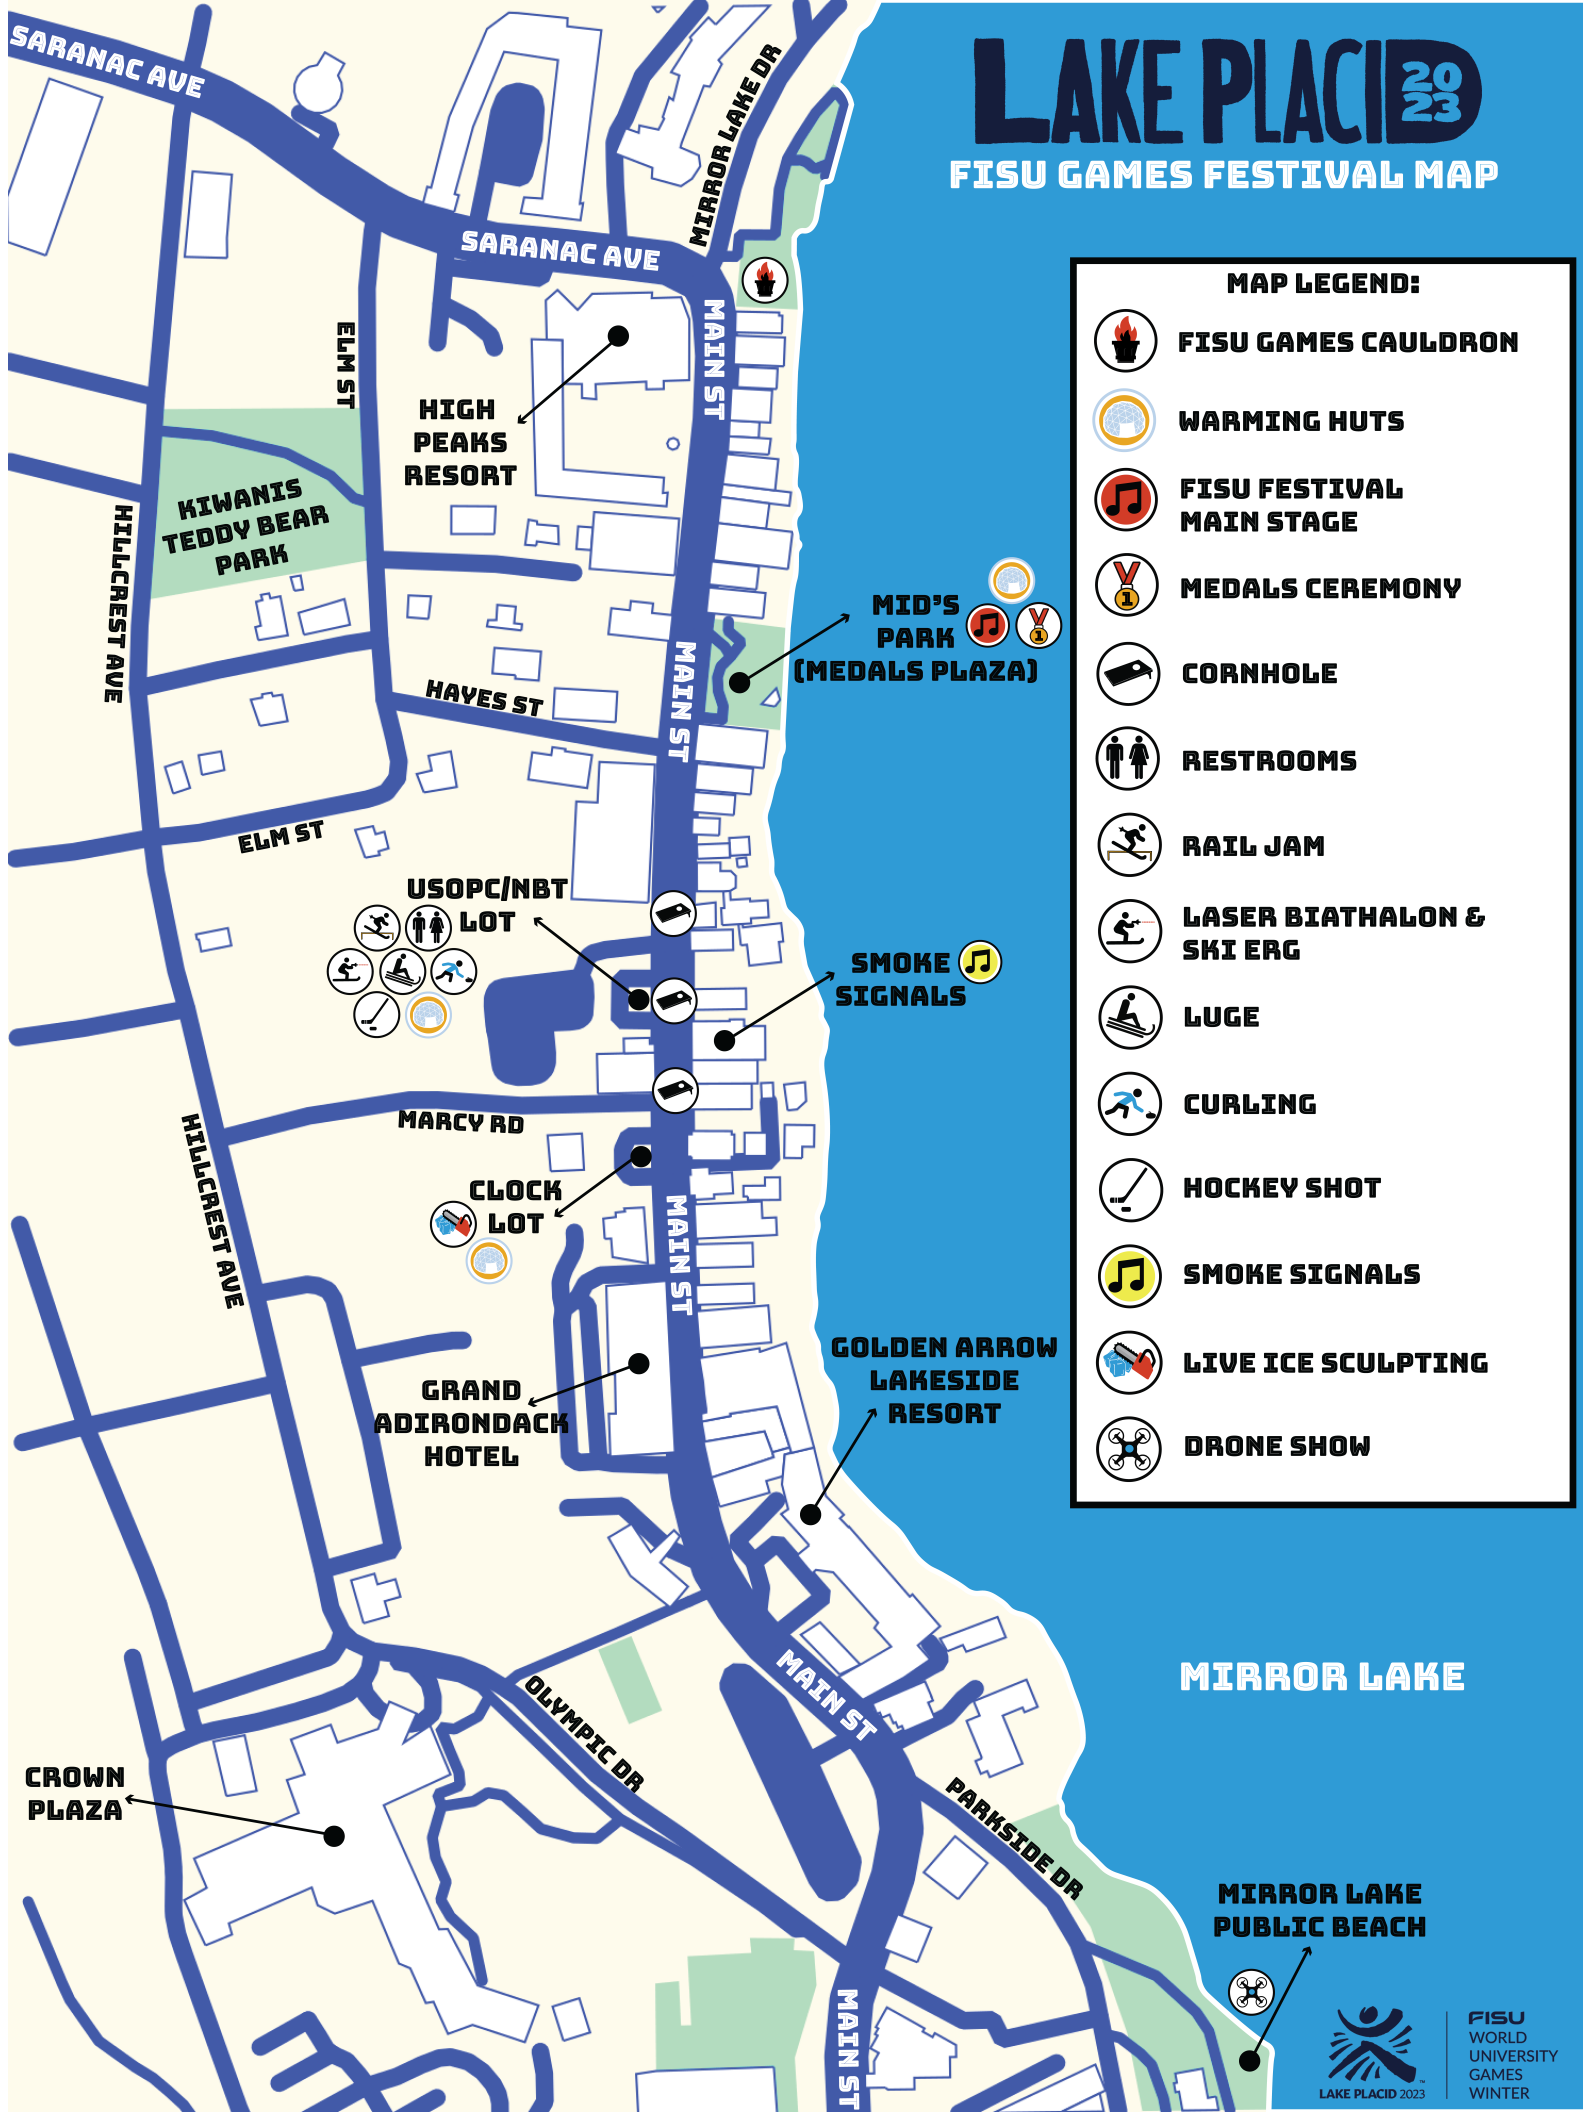 LAKE PLACID
20
23
FISU GAMES FESTIVAL MAP
SARANAC AVE
MIRROR LAKE DR
SARANAC AVE
MAIN ST
ELM ST
HIGH
PEAKS
RESORT
KIWANIS
TEDDY BEAR
PARK
HILLCREST AVE
MID'S
PARK
(MEDALS PLAZA)
1
MAIN ST
HAYES ST
ELM ST
USOPC/NBT
LOT
SMOKE
SIGNALS
MARCY RD
HILLCREST AVE
CLOCK
LOT
MAIN ST
GOLDEN ARROW
LAKESIDE
RESORT
GRAND
ADIRONDACK
HOTEL
MAIN ST
OLYMPIC DR
CROWN
PLAZA
PARKSIDE DR
MIRROR LAKE
MIRROR LAKE
PUBLIC BEACH
MAIN ST
MAP LEGEND:
FISU GAMES CAULDRON
WARMING HUTS
FISU FESTIVAL
MAIN STAGE
1
MEDALS CEREMONY
CORNHOLE
RESTROOMS
RAIL JAM
LASER BIATHALON &
SKI ERG
LUGE
CURLING
HOCKEY SHOT
SMOKE SIGNALS
LIVE ICE SCULPTING
DRONE SHOW
LAKE PLACID 2023
TM
FISU
WORLD
UNIVERSITY
GAMES
WINTER